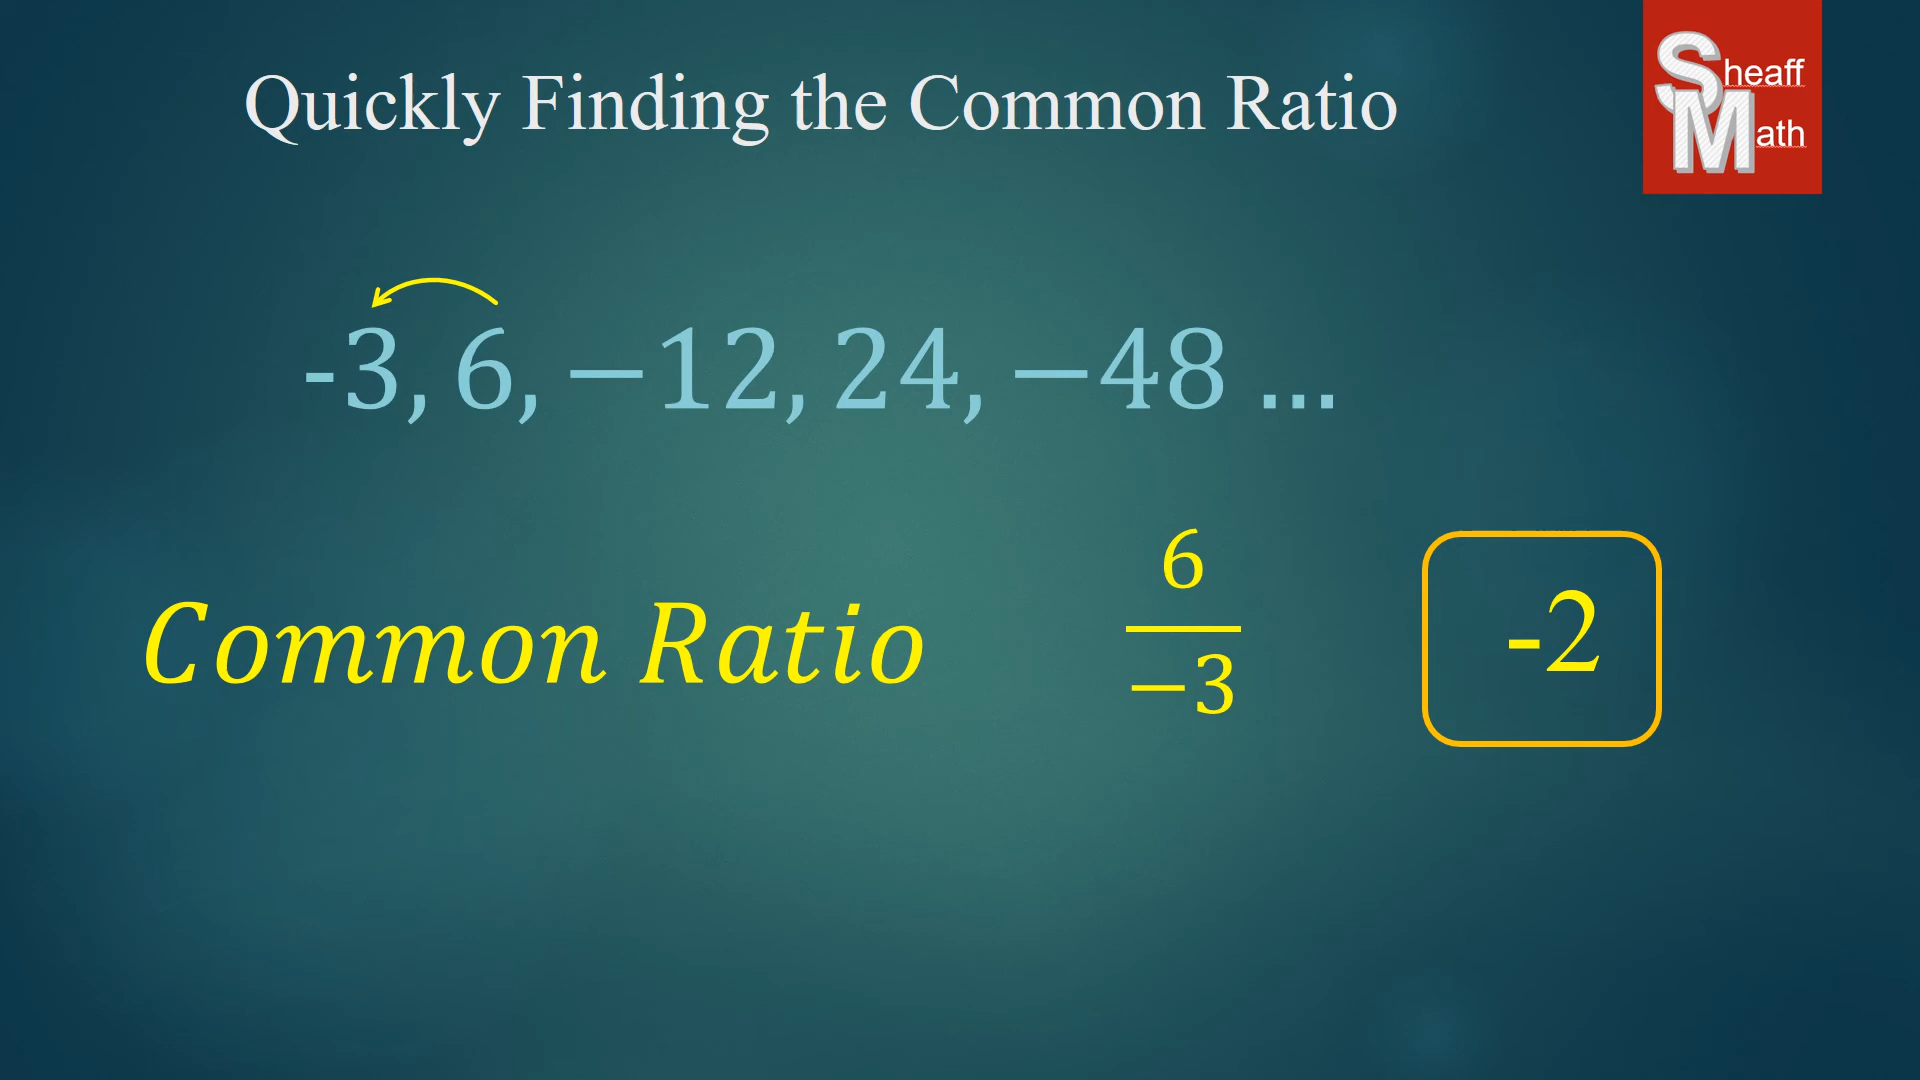 Quickly Finding the Common Ratio
Sheaff
Math
-3, 6, −12, 24, −48 ...
Common Ratio
6
−3
-2